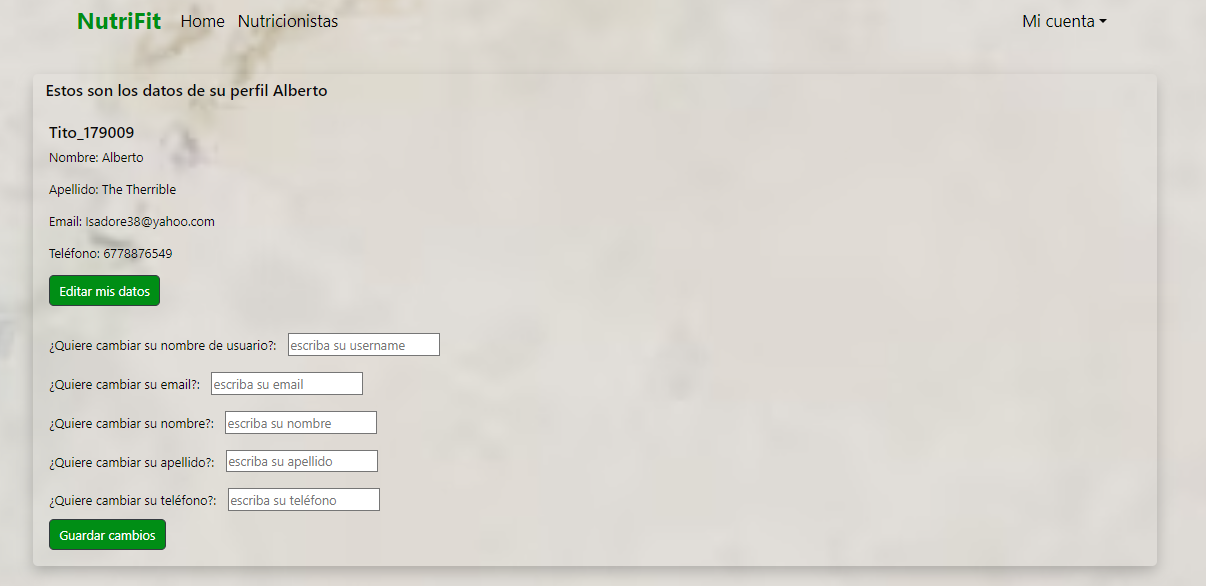 NutriFit Home Nutricionistas Mi cuenta
Estos son los datos de su perfil Alberto
Tito_179009
Nombre: Alberto
Apellido: The Therrible
Email: Isadore38@yahoo.com
Teléfono: 6778876549
Editar mis datos
¿Quiere cambiar su nombre de usuario?: escriba su username
¿Quiere cambiar su email?: escriba su email
¿Quiere cambiar su nombre?: escriba su nombre
¿Quiere cambiar su apellido?: escriba su apellido
¿Quiere cambiar su teléfono?: escriba su teléfono
Guardar cambios